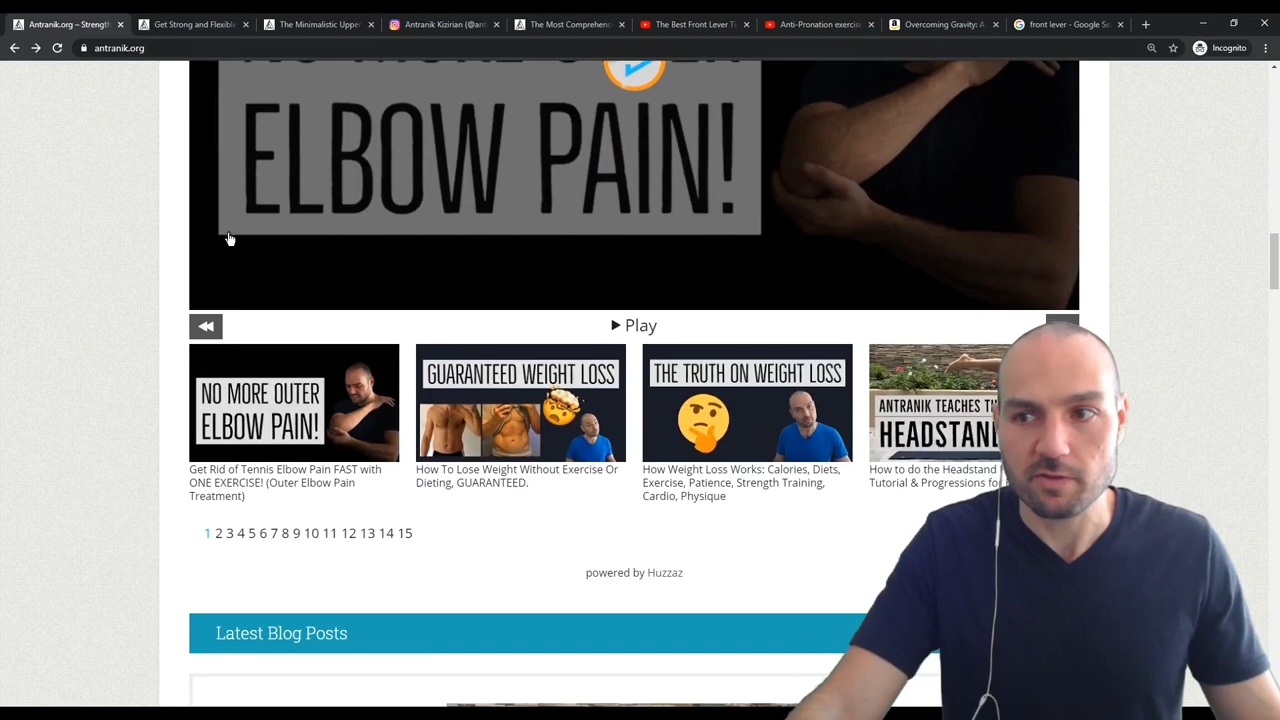 Antranik.org – Strength
Get Strong and Flexible
The Minimalistic Upper
Antranik Kizirian (@ant
The Most Comprehens
The Best Front Lever T
Anti-Pronation exercise
Overcoming Gravity: A
front lever - Google Se
antranik.org
Incognito
ELBOW PAIN!
Play
NO MORE OUTER
ELBOW PAIN!
GUARANTEED WEIGHT LOSS
THE TRUTH ON WEIGHT LOSS
ANTRANIK TEACHES T
HEADSTAN
Get Rid of Tennis Elbow Pain FAST with
ONE EXERCISE! (Outer Elbow Pain
Treatment)
How To Lose Weight Without Exercise Or
Dieting, GUARANTEED.
How Weight Loss Works: Calories, Diets,
Exercise, Patience, Strength Training,
Cardio, Physique
How to do the Headstand
Tutorial & Progressions for
1 2 3 4 5 6 7 8 9 10 11 12 13 14 15
powered by Huzzaz
Latest Blog Posts